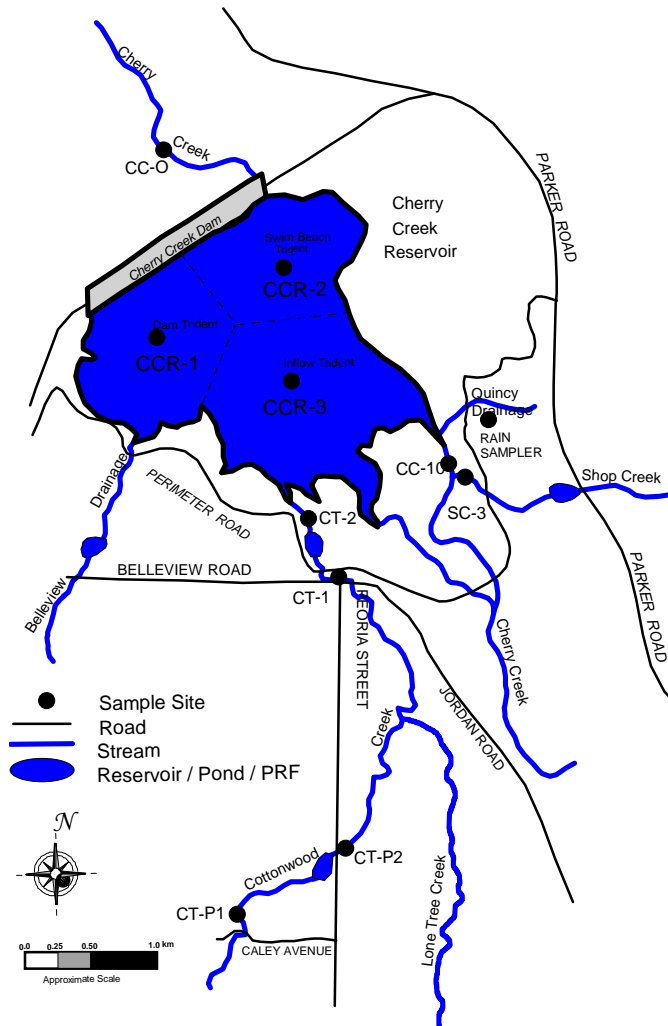 Cherry
Creek
CC-O
PARKER ROAD
Cherry
Creek
Reservoir
Cherry Creek Dam
Swim Beach
Trident
CCR-2
Dam Trident
CCR-1
Inflow Trident
CCR-3
Quincy
Drainage
RAIN
SAMPLER
CC-10
SC-3
Shop Creek
Drainage
Belleview
PERIMETER ROAD
CT-2
BELLEVIEW ROAD
CT-1
PEORIA STREET
JORDAN ROAD
Cherry Creek
PARKER ROAD
Sample Site
Road
Stream
Reservoir / Pond / PRF
Creek
Cottonwood
CT-P2
CT-P1
CALEY AVENUE
Lone Tree Creek
N
0.0 0.25 0.50 1.0 km
Approximate Scale